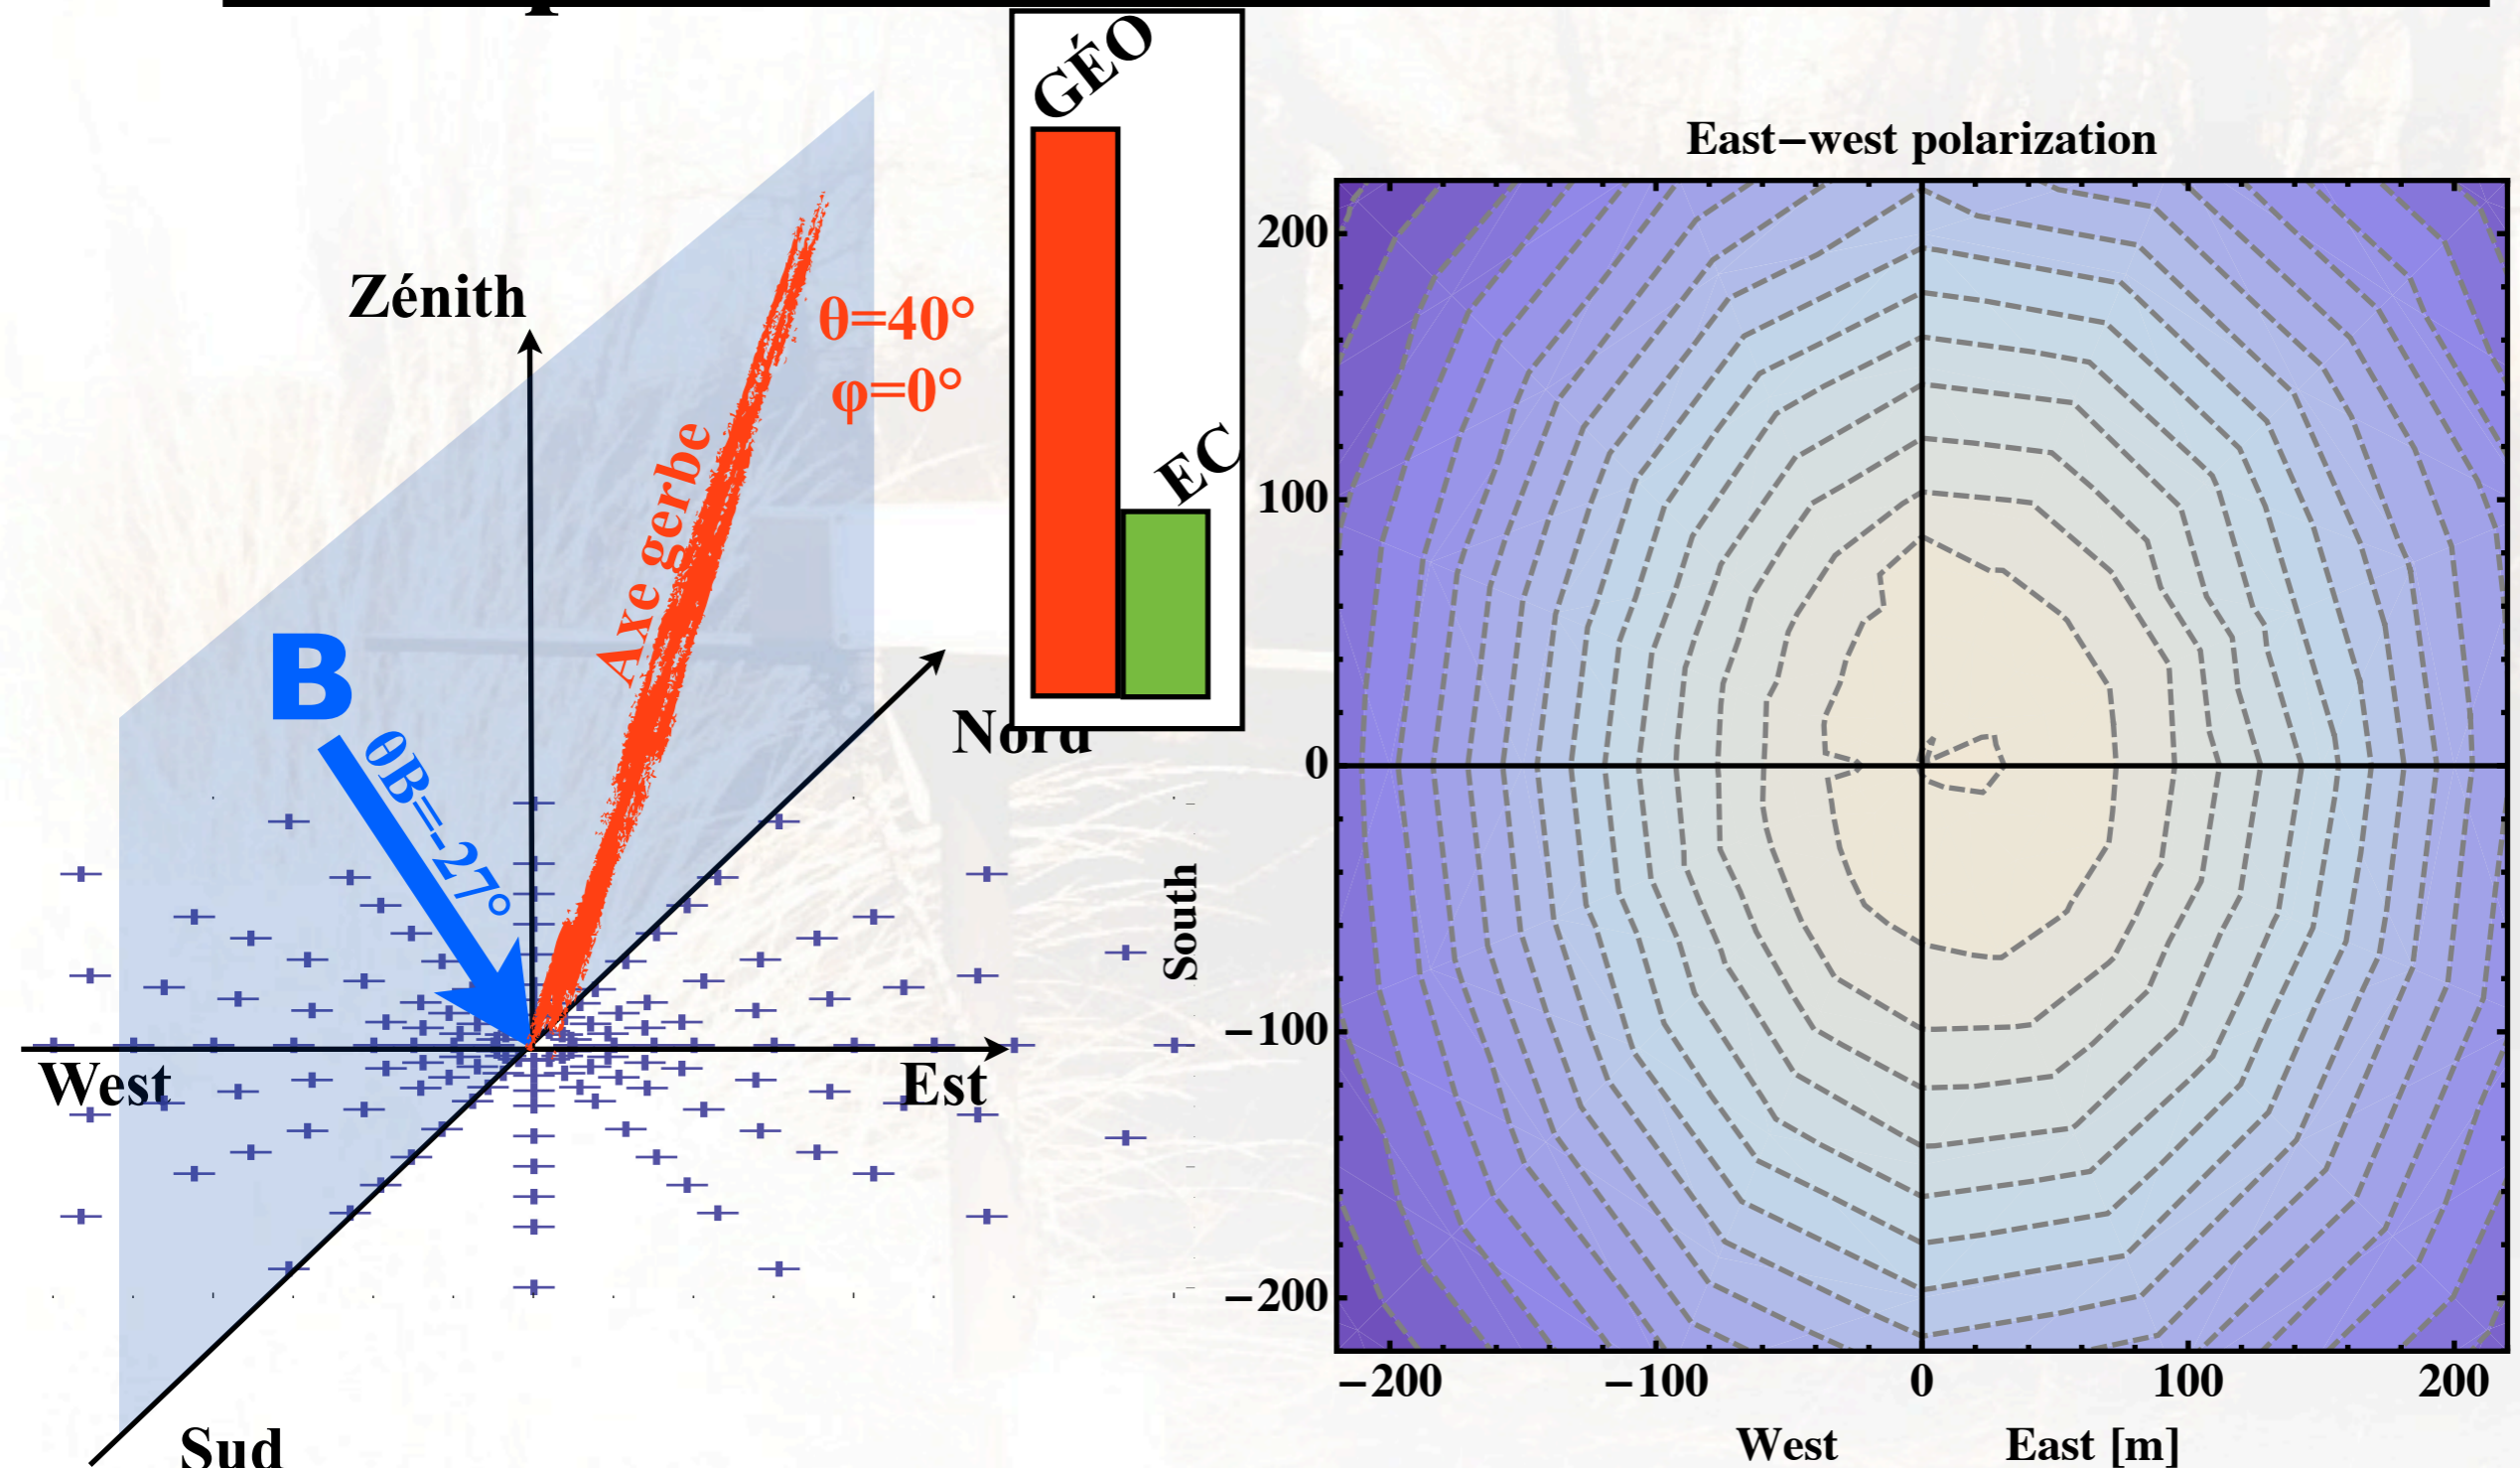 GÉO
EC
Zénith
θ=40°
φ=0°
Axe gerbe
B
θB=-27°
Nord
West
Est
Sud
East−west polarization
200
100
0
−100
−200
South
−200
−100
0
100
200
West
East [m]